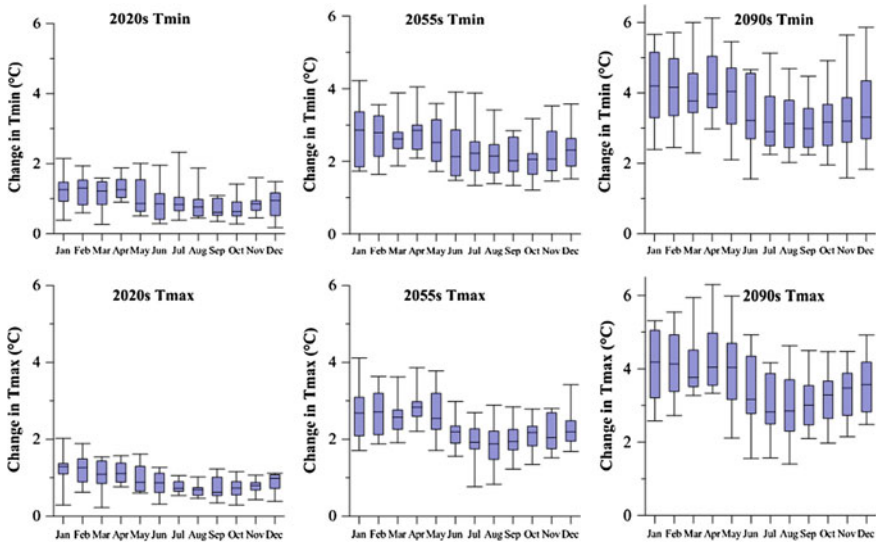 2020s Tmin
2055s Tmin
2090s Tmin
Change in Tmin (°C)
6
4
2
0
Jan Feb Mar Apr May Jun Jul Aug Sep Oct Nov Dec
Change in Tmin (°C)
6
4
2
0
Jan Feb Mar Apr May Jun Jul Aug Sep Oct Nov Dec
Change in Tmin (°C)
6
4
2
0
Jan Feb Mar Apr May Jun Jul Aug Sep Oct Nov Dec
2020s Tmax
2055s Tmax
2090s Tmax
Change in Tmax (°C)
6
4
2
0
Jan Feb Mar Apr May Jun Jul Aug Sep Oct Nov Dec
Change in Tmax (°C)
6
4
2
0
Jan Feb Mar Apr May Jun Jul Aug Sep Oct Nov Dec
Change in Tmax (°C)
6
4
2
0
Jan Feb Mar Apr May Jun Jul Aug Sep Oct Nov Dec